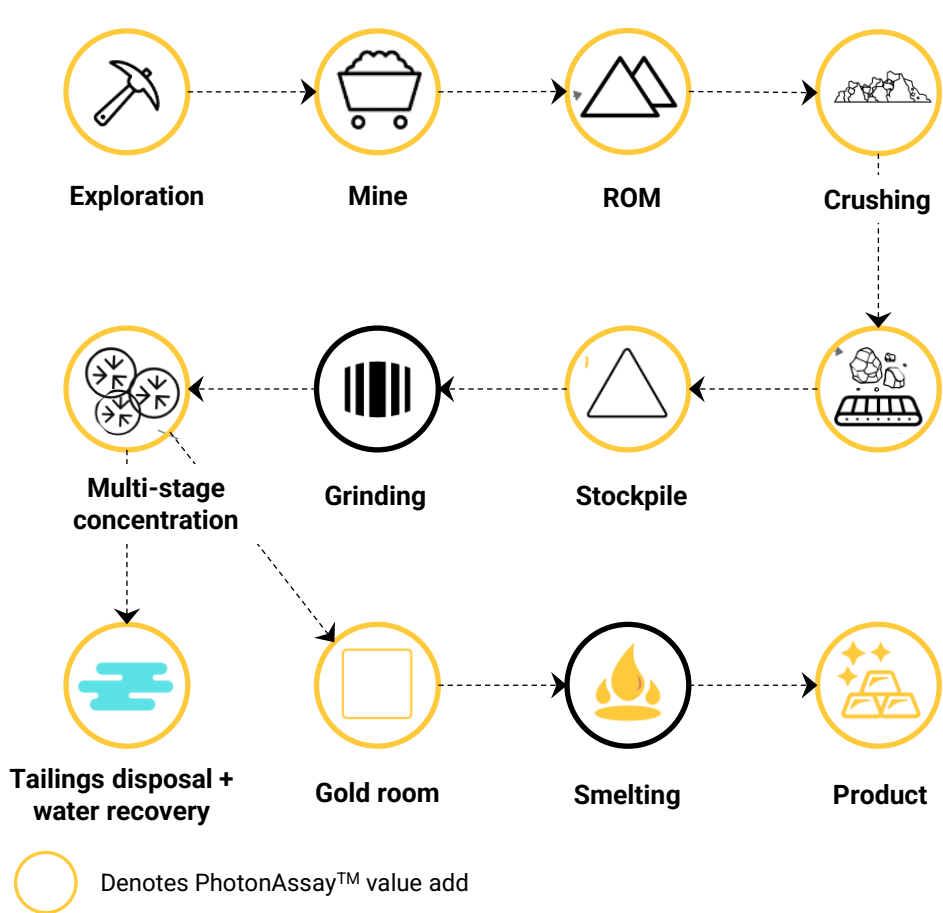 Exploration
Mine
ROM
Crushing
Multi-stage
concentration
Grinding
Stockpile
Tailings disposal +
water recovery
Gold room
Smelting
Product
Denotes PhotonAssay™ value add